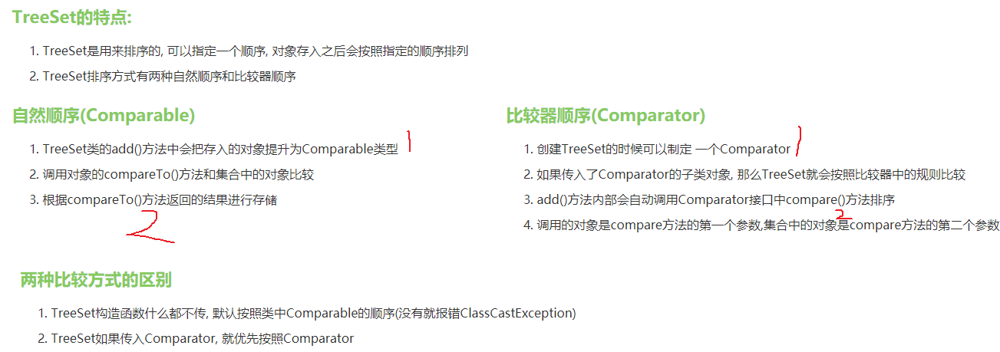 TreeSet的特点:
1. TreeSet是用来排序的, 可以指定一个顺序, 对象存入之后会按照指定的顺序排列
2. TreeSet排序方式有两种自然顺序和比较器顺序
自然顺序(Comparable)
1. TreeSet类的add()方法中会把存入的对象提升为Comparable类型 1
2. 调用对象的compareTo()方法和集合中的对象比较
3. 根据compareTo()方法返回的结果进行存储
2
比较器顺序(Comparator)
1. 创建TreeSet的时候可以制定 一个Comparator 1
2. 如果传入了Comparator的子类对象, 那么TreeSet就会按照比较器中的规则比较
3. add()方法内部会自动调用Comparator接口中compare()方法排序
2
4. 调用的对象是compare方法的第一个参数,集合中的对象是compare方法的第二个参数
两种比较方式的区别
1. TreeSet构造函数什么都不传, 默认按照类中Comparable的顺序(没有就报错ClassCastException)
2. TreeSet如果传入Comparator, 就优先按照Comparator